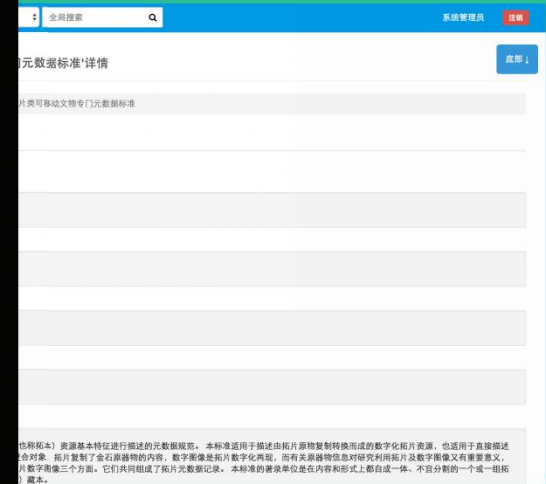 全局搜索
系统管理员
注销
门元数据标准'详情
底部↓
片类可移动文物专门元数据标准
也称拓本）资源基本特征进行描述的元数据规范。 本标准适用于描述由拓片原物复制转换而成的数字化拓片资源，也适用于直接描述
复合对象. 拓片复制了金石原器物的内容，数字图像是拓片数字化再现，而有关原器物信息对研究利用拓片及数字图像又有重要意义，
片数字图像三个方面。它们共同组成了拓片元数据记录。 本标准的著录单位是在内容和形式上都自成一体、不宜分割的一个或一组拓
）藏本。